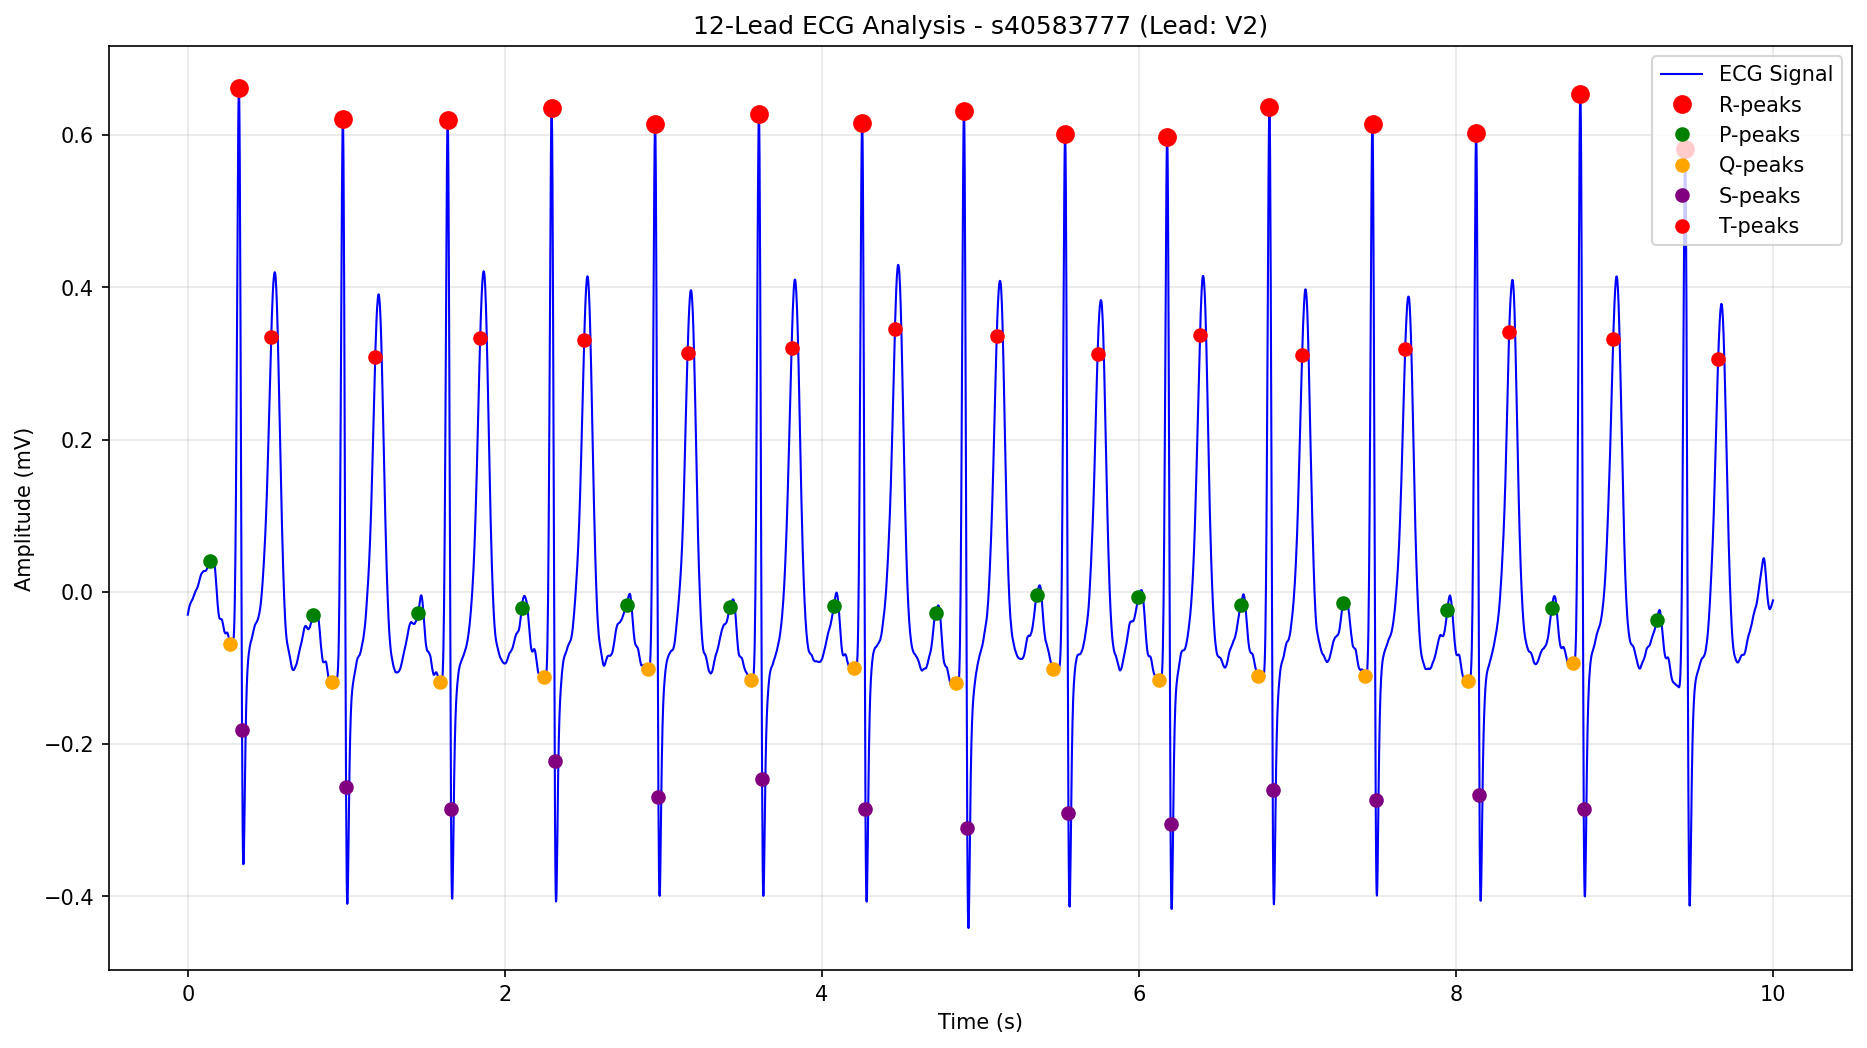 12-Lead ECG Analysis - s40583777 (Lead: V2)
ECG Signal
R-peaks
P-peaks
Q-peaks
S-peaks
T-peaks
Amplitude (mV)
0.6
0.4
0.2
0.0
−0.2
−0.4
0 2 4 6 8 10
Time (s)